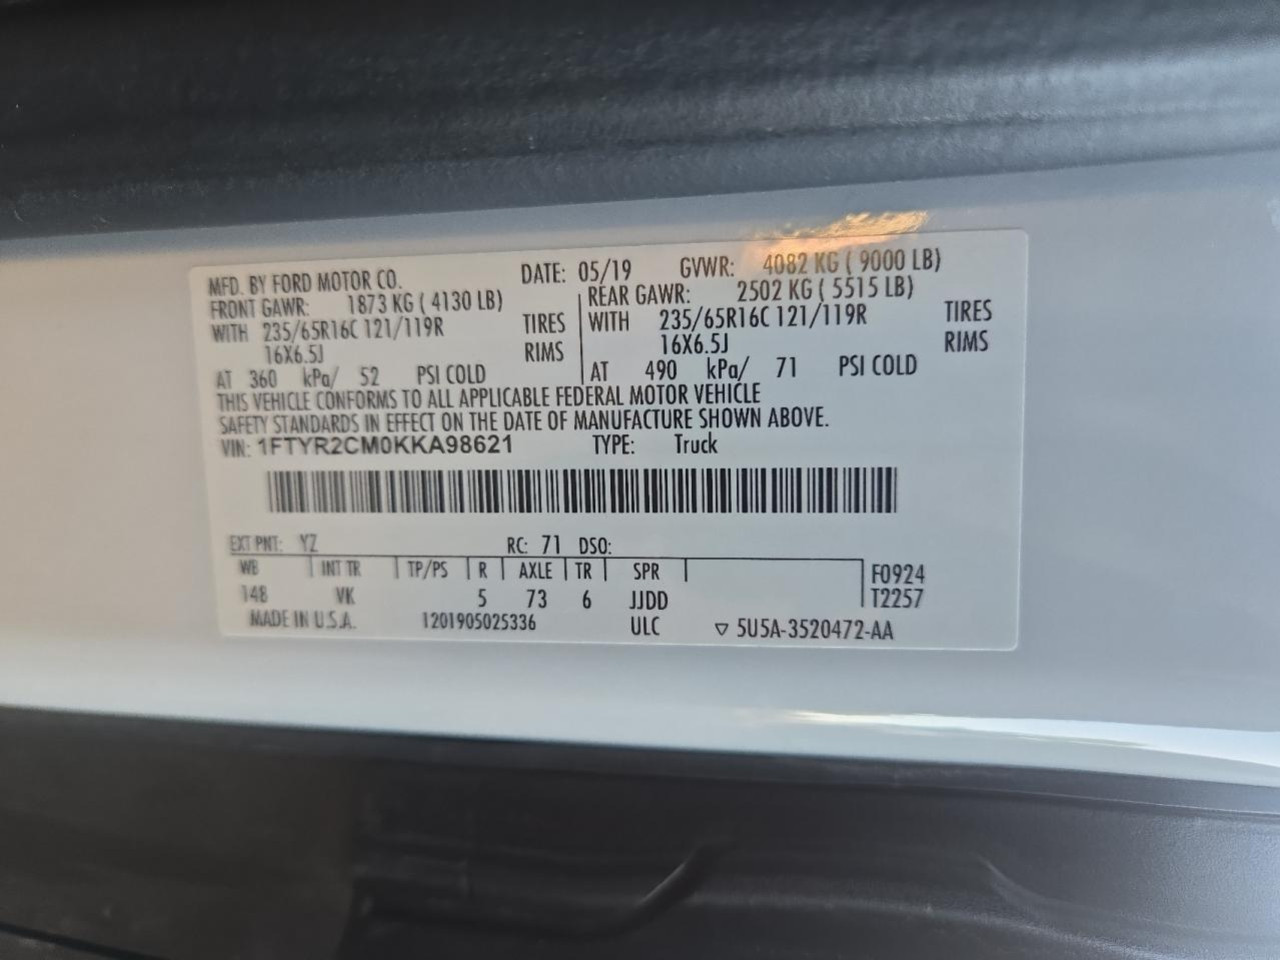 MFD. BY FORD MOTOR CO. DATE: 05/19 GVWR: 4082 KG ( 9000 LB)
FRONT GAWR: 1873 KG ( 4130 LB) REAR GAWR: 2502 KG ( 5515 LB)
WITH 235/65R16C 121/119R TIRES WITH 235/65R16C 121/119R TIRES
16X6.5J RIMS 16X6.5J RIMS
AT 360 kPa/ 52 PSI COLD AT 490 kPa/ 71 PSI COLD
THIS VEHICLE CONFORMS TO ALL APPLICABLE FEDERAL MOTOR VEHICLE
SAFETY STANDARDS IN EFFECT ON THE DATE OF MANUFACTURE SHOWN ABOVE.
VIN: 1FTYR2CM0KKA98621 TYPE: Truck
EXT PNT: YZ RC: 71 DSO:
WB INT TR TP/PS R AXLE TR SPR F0924
148 VK 5 73 6 JJDD T2257
MADE IN U.S.A. 1201905025336 ULC ▽ 5U5A-3520472-AA